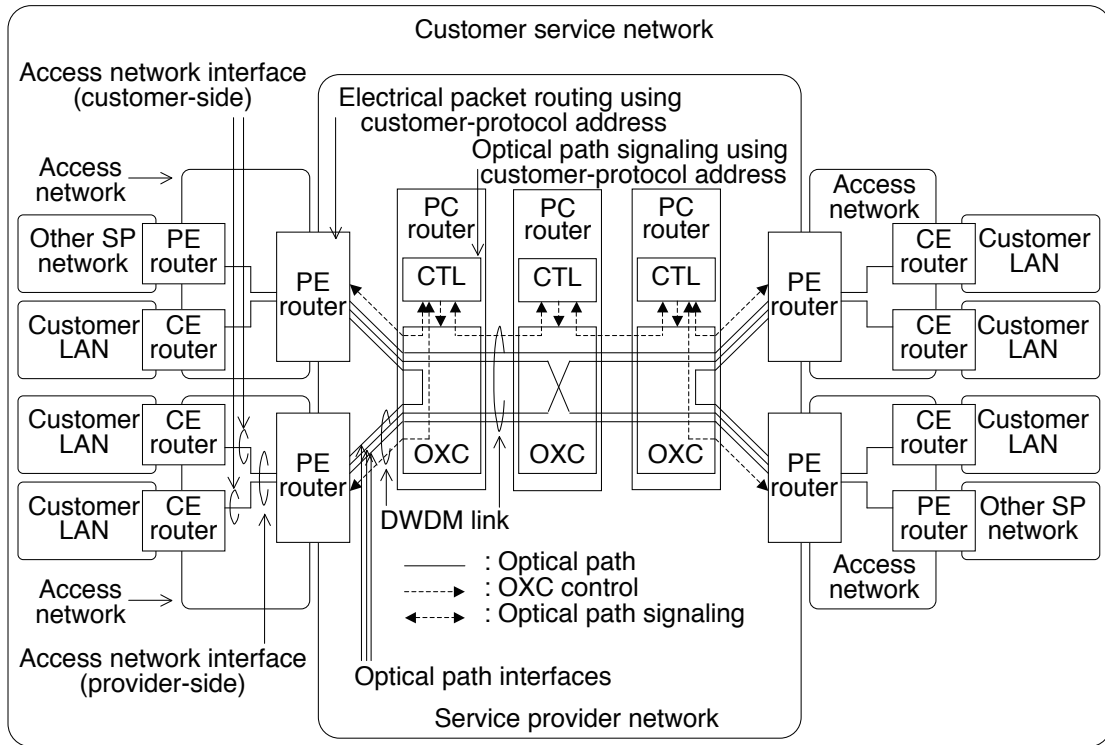 Customer service network
Access network interface
(customer-side)
Electrical packet routing using
customer-protocol address
Optical path signaling using
customer-protocol address
Access
network
Access
network
PC
router
PC
router
PC
router
CTL
CTL
CTL
OXC
OXC
OXC
Other SP
network
PE
router
Customer
LAN
CE
router
PE
router
Customer
LAN
CE
router
Customer
LAN
CE
router
PE
router
PE
router
CE
router
Customer
LAN
CE
router
Customer
LAN
PE
router
CE
router
Customer
LAN
PE
router
Other SP
network
Access
network
Access
network
DWDM link
: Optical path
: OXC control
: Optical path signaling
Access network interface
(provider-side)
Optical path interfaces
Service provider network